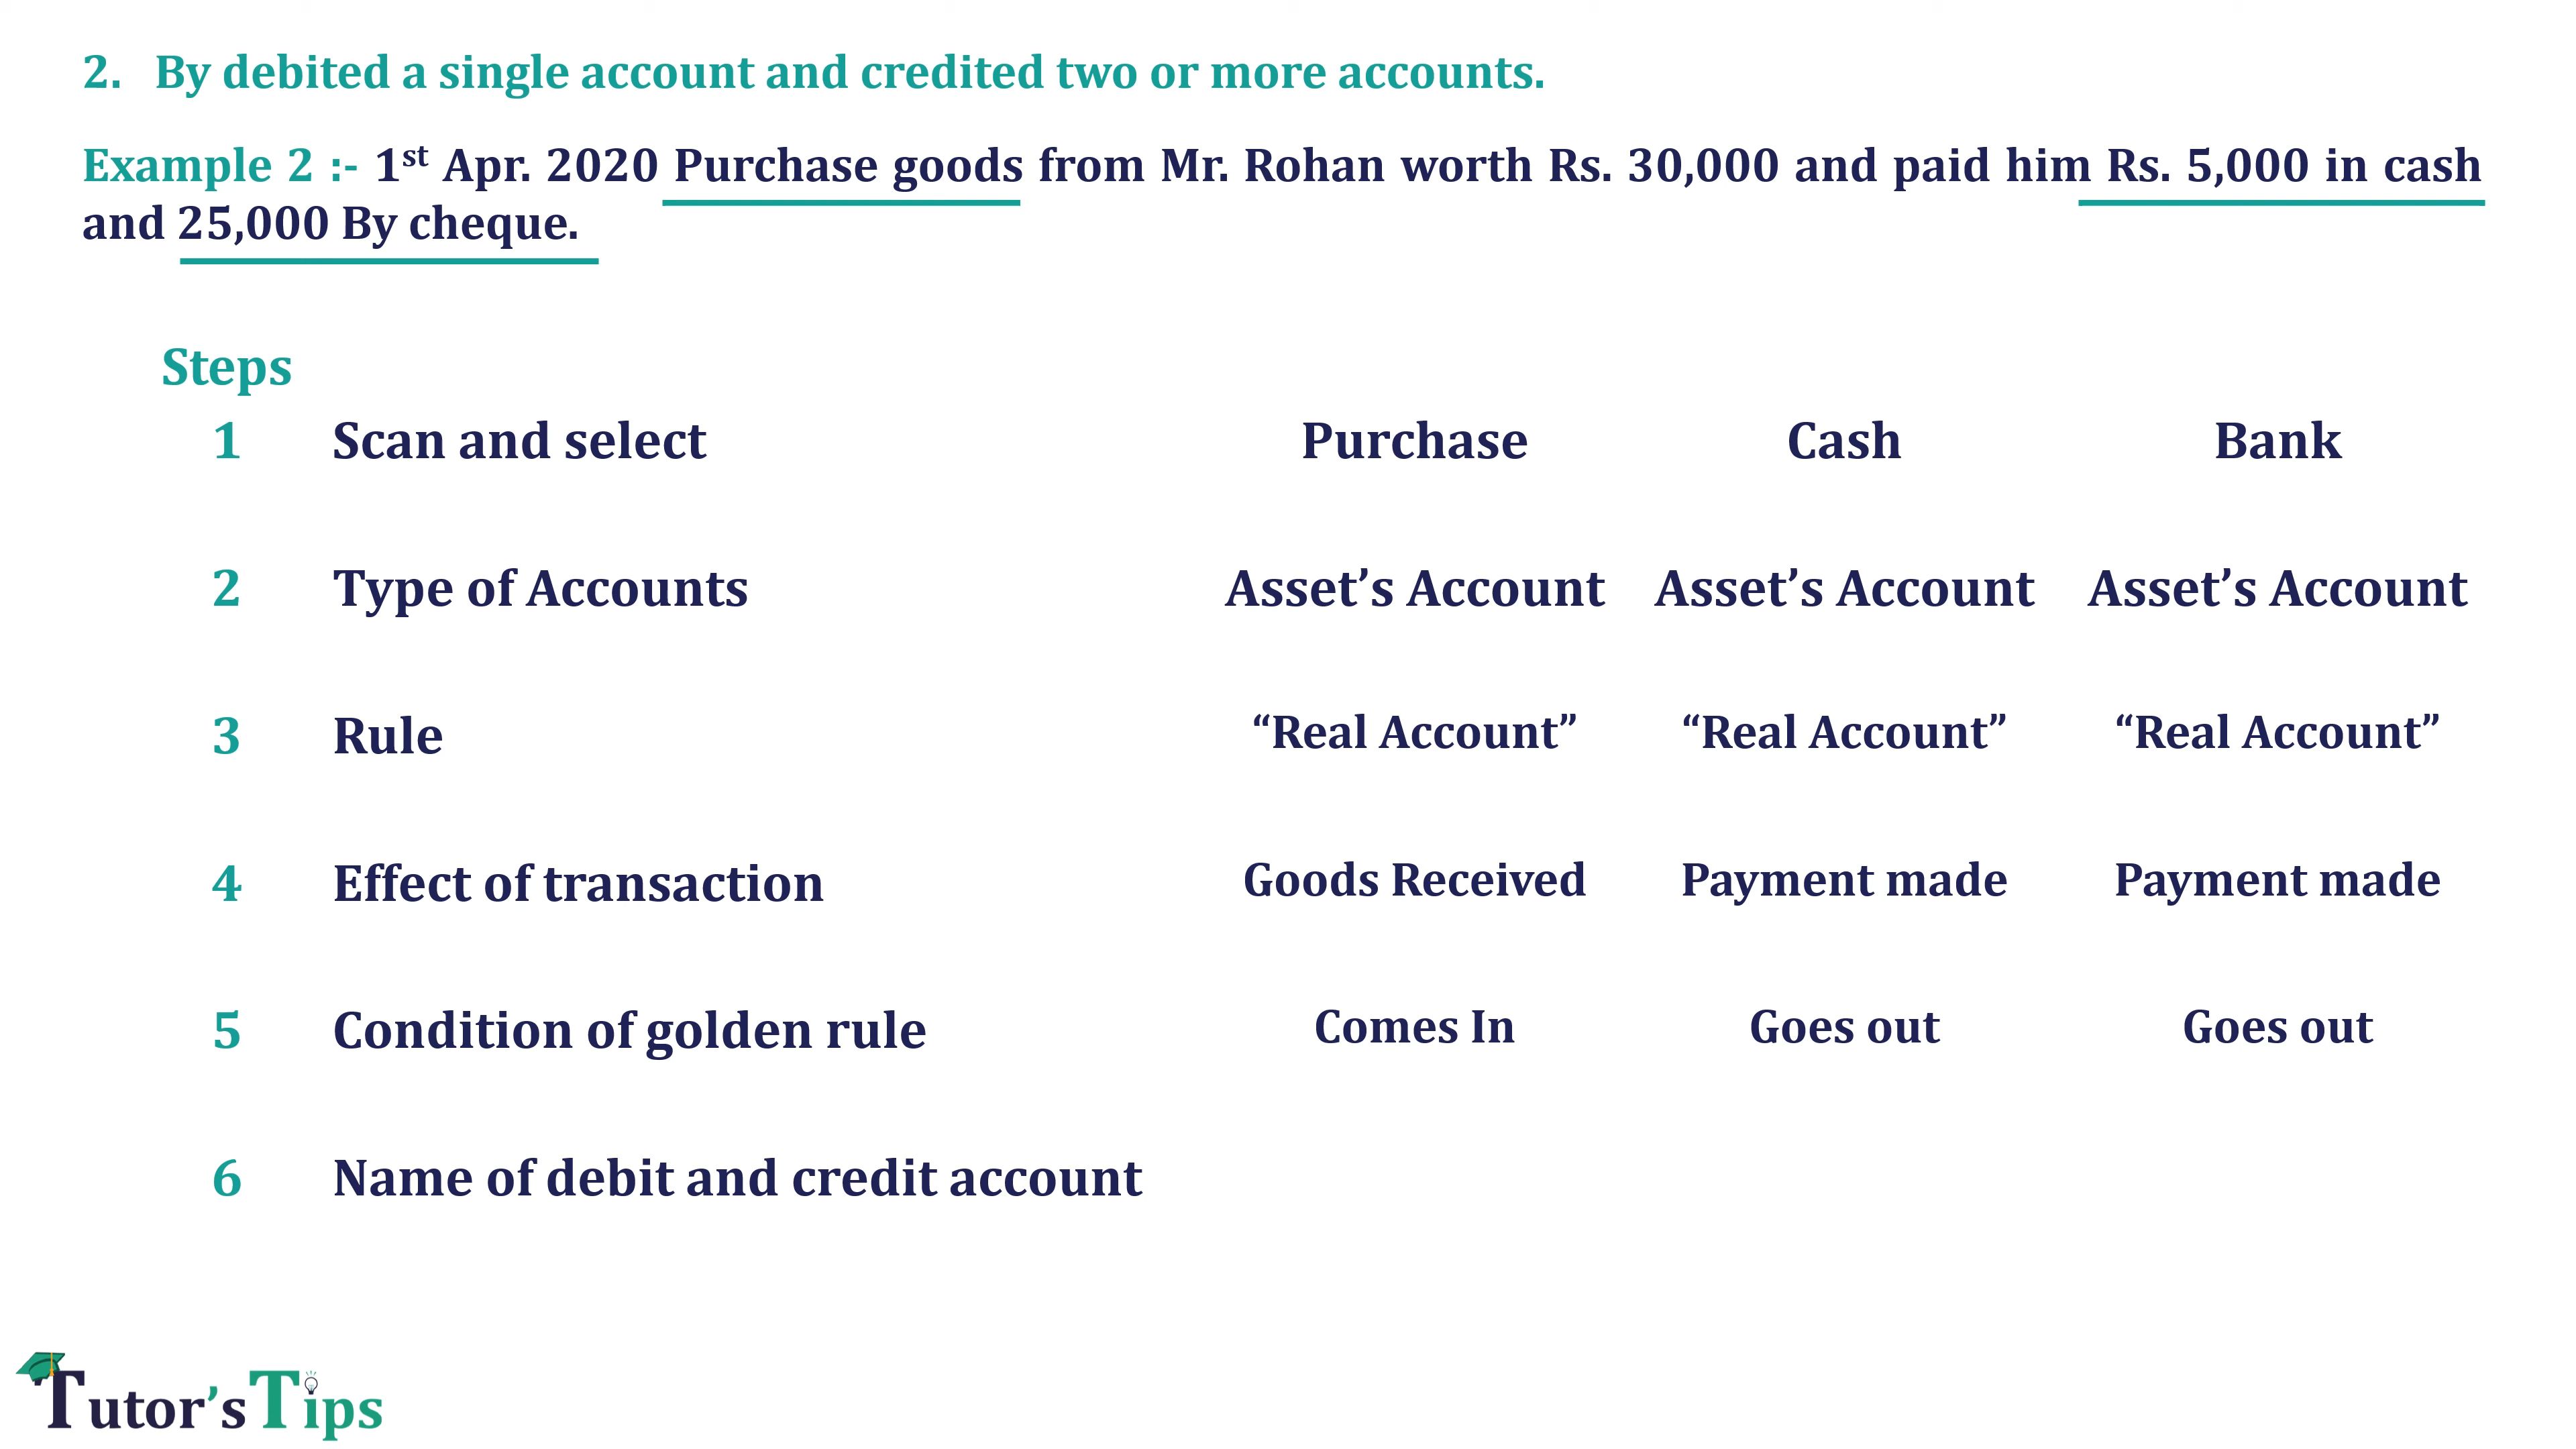 2. By debited a single account and credited two or more accounts.
Example 2 :- 1st Apr. 2020 Purchase goods from Mr. Rohan worth Rs. 30,000 and paid him Rs. 5,000 in cash
and 25,000 By cheque.
Steps
1 Scan and select Purchase Cash Bank
2 Type of Accounts Asset’s Account Asset’s Account Asset’s Account
3 Rule “Real Account” “Real Account” “Real Account”
4 Effect of transaction Goods Received Payment made Payment made
5 Condition of golden rule Comes In Goes out Goes out
6 Name of debit and credit account
Tutor’s Tips